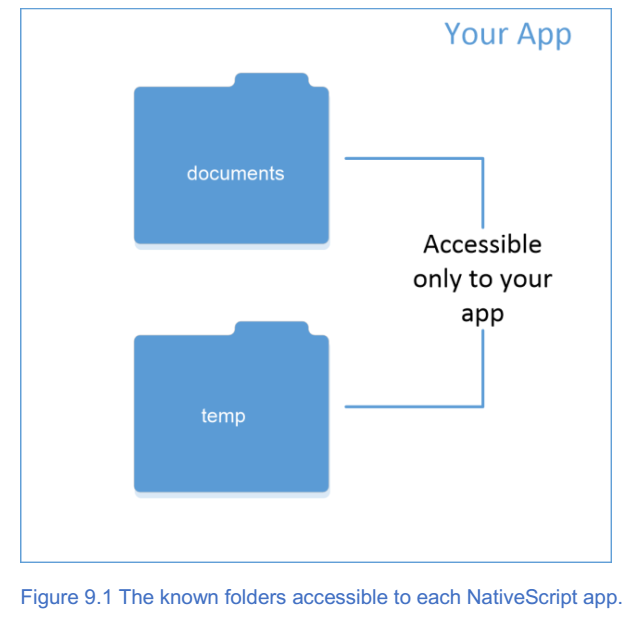 Your App
documents
Accessible
only to your
app
temp
Figure 9.1 The known folders accessible to each NativeScript app.